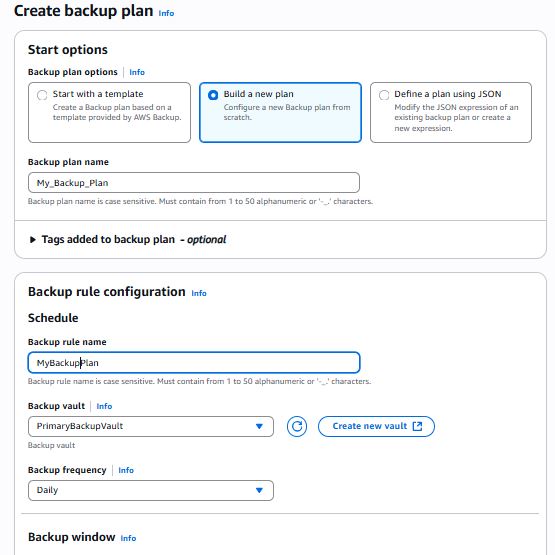 Create backup plan Info
Start options
Backup plan options | Info
Start with a template
Create a Backup plan based on a
template provided by AWS Backup.
Build a new plan
Configure a new Backup plan from
scratch.
Define a plan using JSON
Modify the JSON expression of an
existing backup plan or create a
new expression.
Backup plan name
My_Backup_Plan
Backup plan name is case sensitive. Must contain from 1 to 50 alphanumeric or '-_.' characters.
Tags added to backup plan - optional
Backup rule configuration Info
Schedule
Backup rule name
MyBackupPlan
Backup rule name is case sensitive. Must contain from 1 to 50 alphanumeric or '-_.' characters.
Backup vault | Info
PrimaryBackupVault
Create new vault
Backup vault
Backup frequency | Info
Daily
Backup window Info